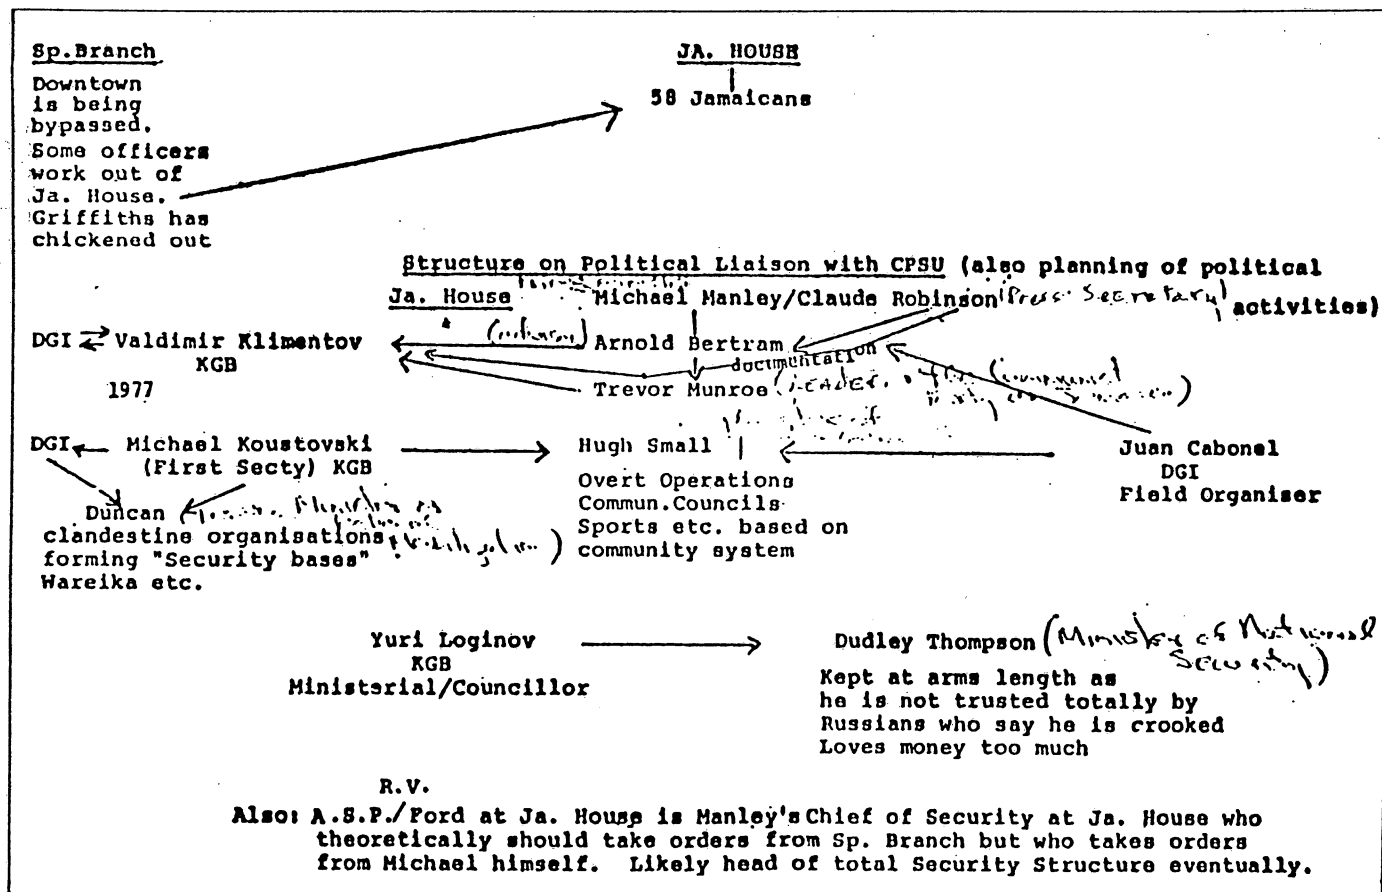 Sp.Branch
Downtown
is being
bypassed.
Some officers
work out of
Ja. House.
Griffiths has
chickened out
JA. HOUSE
58 Jamaicans
Structure on Political Liaison with CPSU (also planning of political
activities)
Ja. House
Michael Manley/Claude Robinson (Press Secretary)
DGI
Valdimir Klimentov
KGB
1977
Arnold Bertram
documentation
Trevor Munroe (LEADER
DGI
Michael Koustovski
(First Secty) KGB
Duncan
clandestine organisations
forming "Security bases"
Wareika etc.
Hugh Small
Overt Operations
Commun.Councils
Sports etc. based on
community system
Juan Cabonel
DGI
Field Organiser
Yuri Loginov
KGB
Ministerial/Councillor
Dudley Thompson (Minister of National
Security)
Kept at arms length as
he is not trusted totally by
Russians who say he is crooked
Loves money too much
R.V.
Also: A.S.P./Ford at Ja. House is Manley's Chief of Security at Ja. House who
theoretically should take orders from Sp. Branch but who takes orders
from Michael himself. Likely head of total Security Structure eventually.